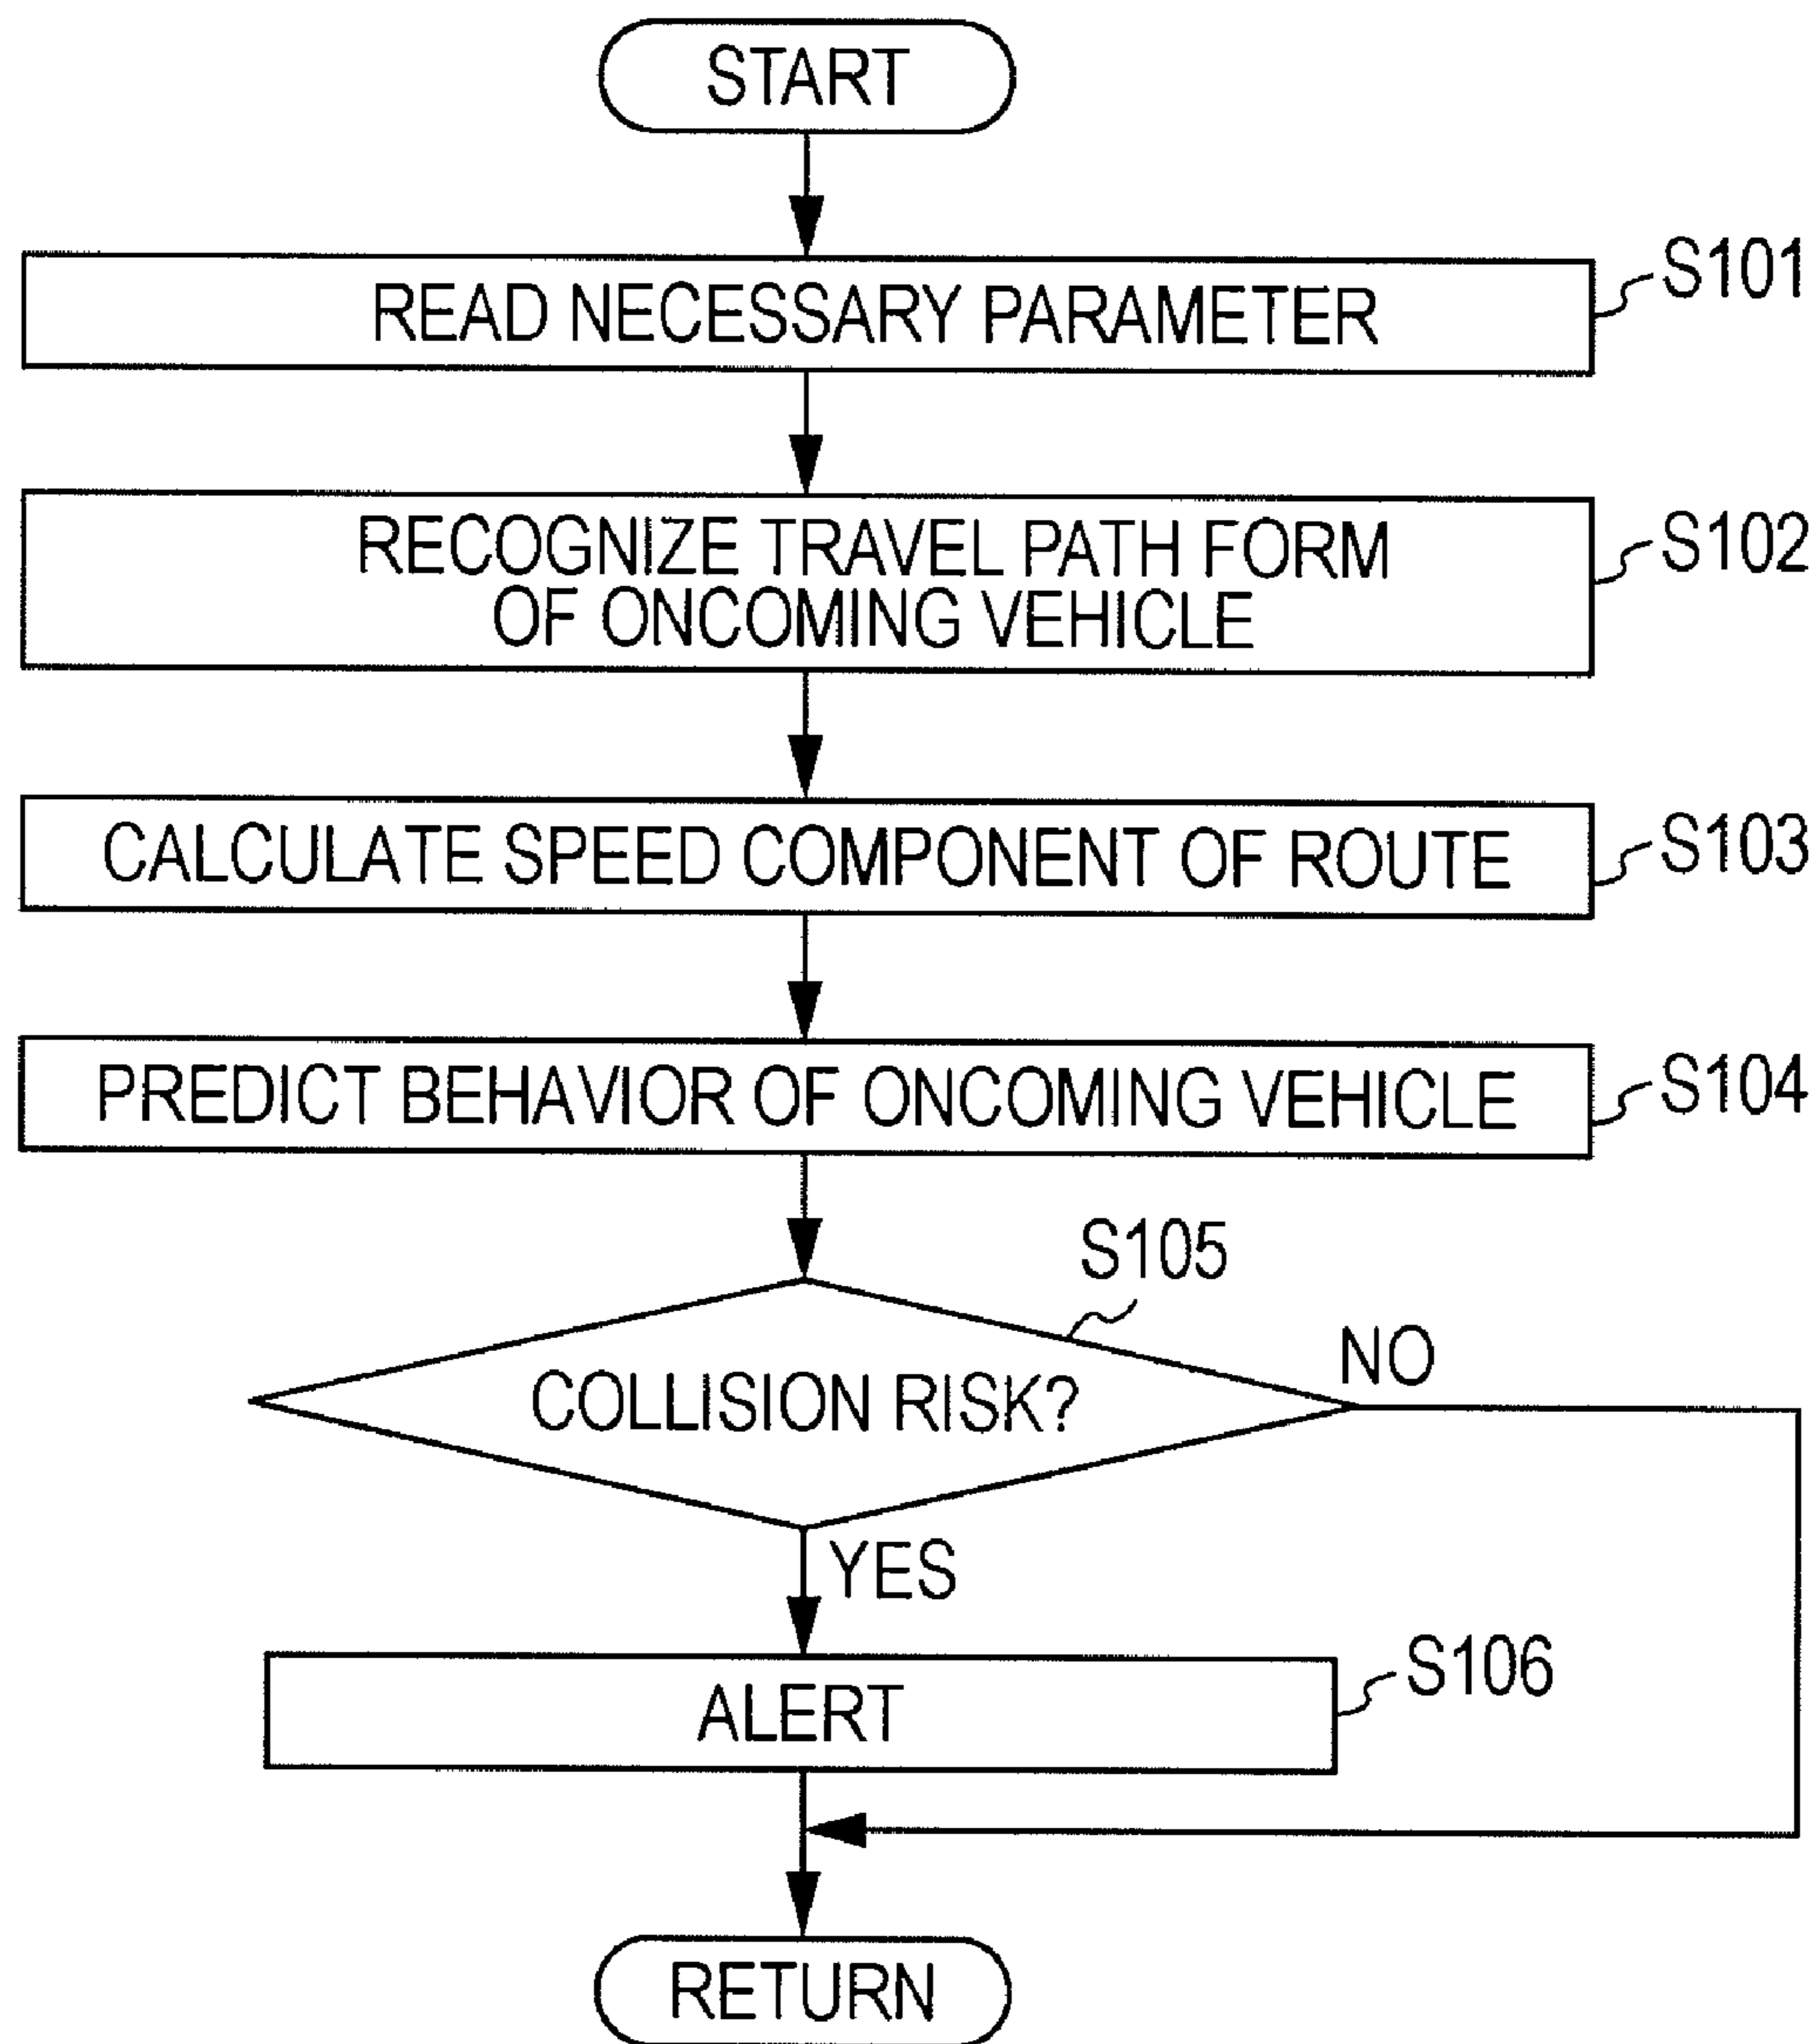 START
READ NECESSARY PARAMETER
S101
RECOGNIZE TRAVEL PATH FORM
OF ONCOMING VEHICLE
S102
CALCULATE SPEED COMPONENT OF ROUTE
S103
PREDICT BEHAVIOR OF ONCOMING VEHICLE
S104
S105
COLLISION RISK?
NO
YES
ALERT
S106
RETURN